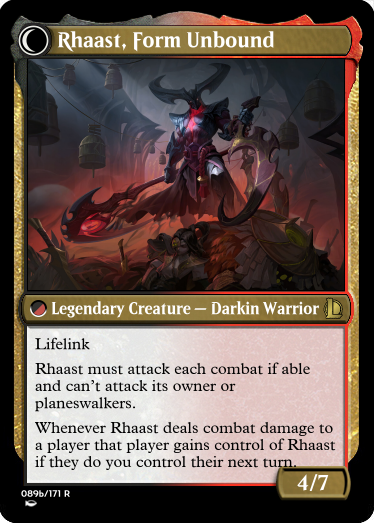 Rhaast, Form Unbound
Legendary Creature — Darkin Warrior
Lifelink
Rhaast must attack each combat if able
and can't attack its owner or
planeswalkers.
Whenever Rhaast deals combat damage to
a player that player gains control of Rhaast
if they do you control their next turn.
4/7
089b/171 R